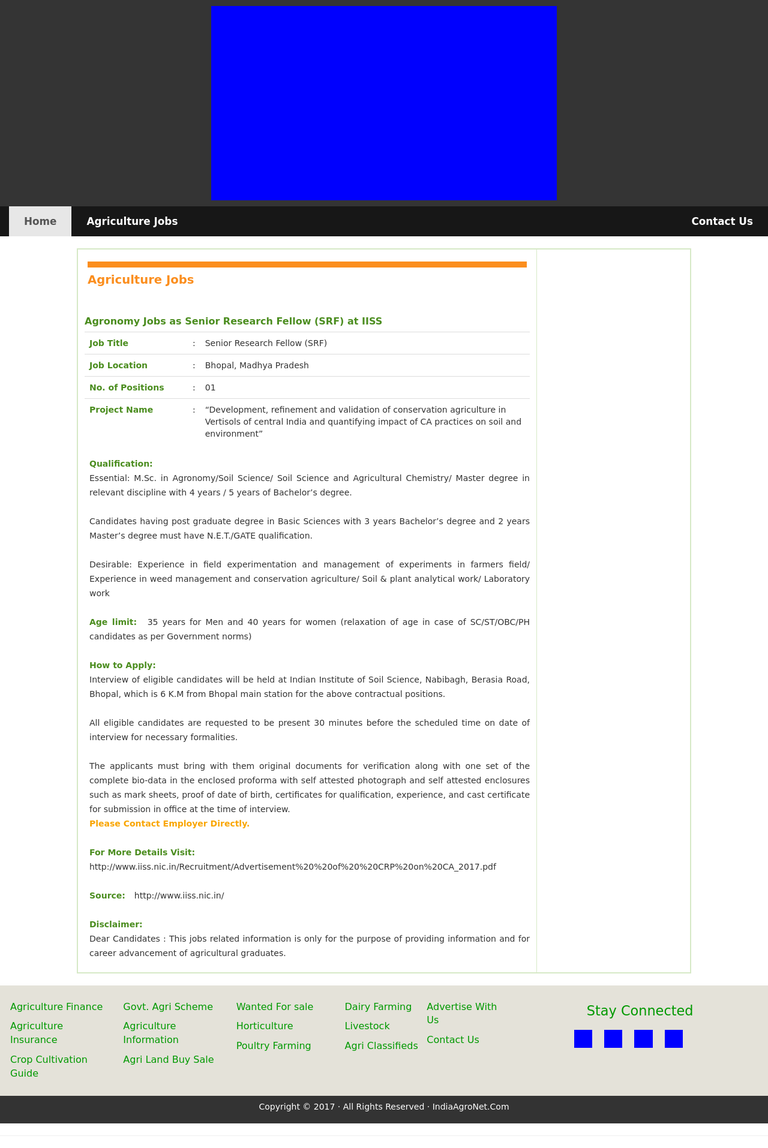 Home Agriculture Jobs Contact Us
Agriculture Jobs
Agronomy Jobs as Senior Research Fellow (SRF) at IISS
Job Title : Senior Research Fellow (SRF)
Job Location : Bhopal, Madhya Pradesh
No. of Positions : 01
Project Name : “Development, refinement and validation of conservation agriculture in
Vertisols of central India and quantifying impact of CA practices on soil and
environment”
Qualification:
Essential: M.Sc. in Agronomy/Soil Science/ Soil Science and Agricultural Chemistry/ Master degree in
relevant discipline with 4 years / 5 years of Bachelor’s degree.
Candidates having post graduate degree in Basic Sciences with 3 years Bachelor’s degree and 2 years
Master’s degree must have N.E.T./GATE qualification.
Desirable: Experience in field experimentation and management of experiments in farmers field/
Experience in weed management and conservation agriculture/ Soil & plant analytical work/ Laboratory
work
Age limit: 35 years for Men and 40 years for women (relaxation of age in case of SC/ST/OBC/PH
candidates as per Government norms)
How to Apply:
Interview of eligible candidates will be held at Indian Institute of Soil Science, Nabibagh, Berasia Road,
Bhopal, which is 6 K.M from Bhopal main station for the above contractual positions.
All eligible candidates are requested to be present 30 minutes before the scheduled time on date of
interview for necessary formalities.
The applicants must bring with them original documents for verification along with one set of the
complete bio-data in the enclosed proforma with self attested photograph and self attested enclosures
such as mark sheets, proof of date of birth, certificates for qualification, experience, and cast certificate
for submission in office at the time of interview.
Please Contact Employer Directly.
For More Details Visit:
http://www.iiss.nic.in/Recruitment/Advertisement%20%20of%20%20CRP%20on%20CA_2017.pdf
Source: http://www.iiss.nic.in/
Disclaimer:
Dear Candidates : This jobs related information is only for the purpose of providing information and for
career advancement of agricultural graduates.
Agriculture Finance
Agriculture
Insurance
Crop Cultivation
Guide
Govt. Agri Scheme
Agriculture
Information
Agri Land Buy Sale
Wanted For sale
Horticulture
Poultry Farming
Dairy Farming
Livestock
Agri Classifieds
Advertise With
Us
Contact Us
Stay Connected
Copyright © 2017 · All Rights Reserved · IndiaAgroNet.Com